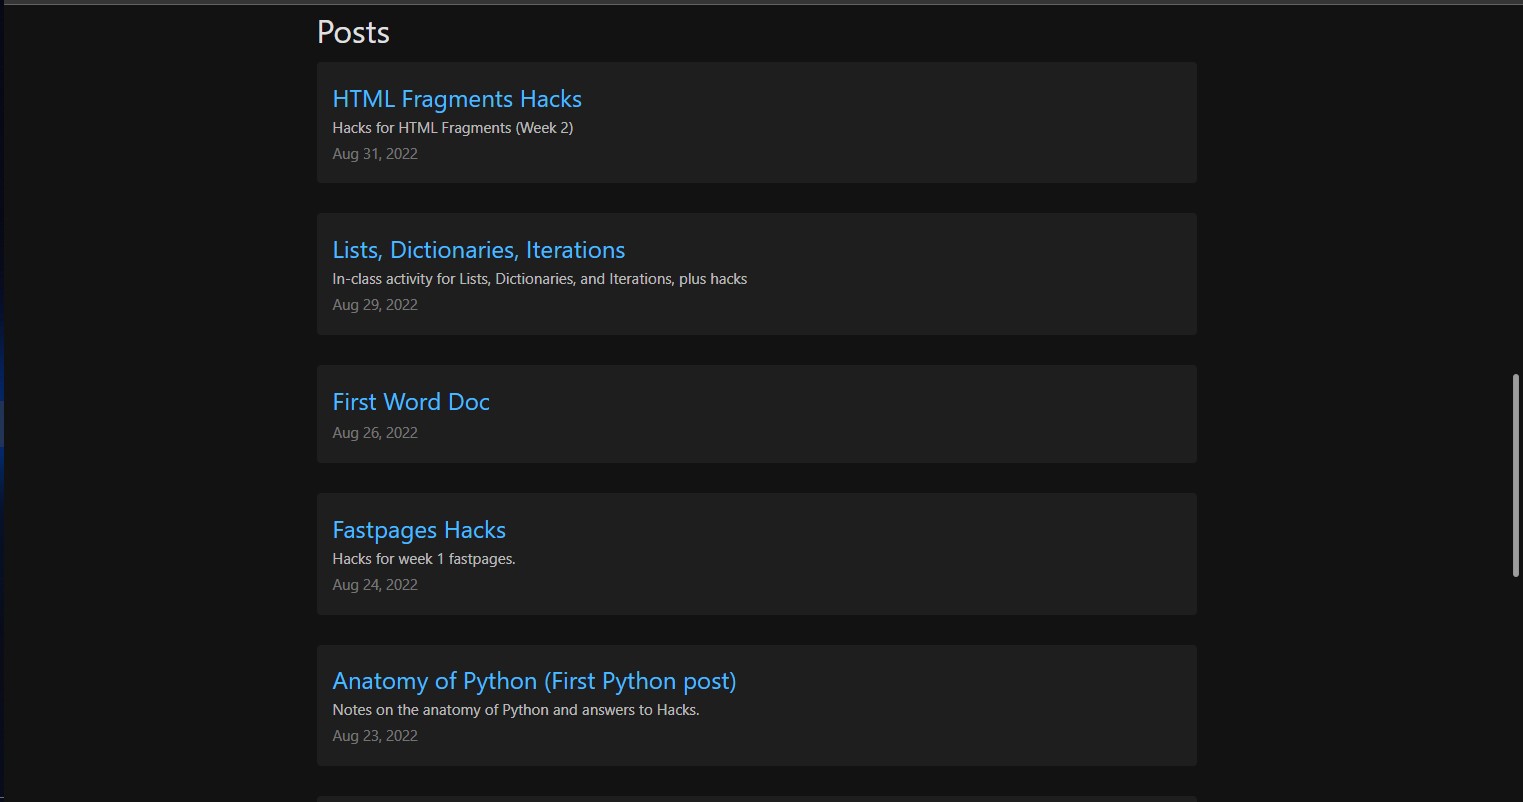 Posts
HTML Fragments Hacks
Hacks for HTML Fragments (Week 2)
Aug 31, 2022
Lists, Dictionaries, Iterations
In-class activity for Lists, Dictionaries, and Iterations, plus hacks
Aug 29, 2022
First Word Doc
Aug 26, 2022
Fastpages Hacks
Hacks for week 1 fastpages.
Aug 24, 2022
Anatomy of Python (First Python post)
Notes on the anatomy of Python and answers to Hacks.
Aug 23, 2022